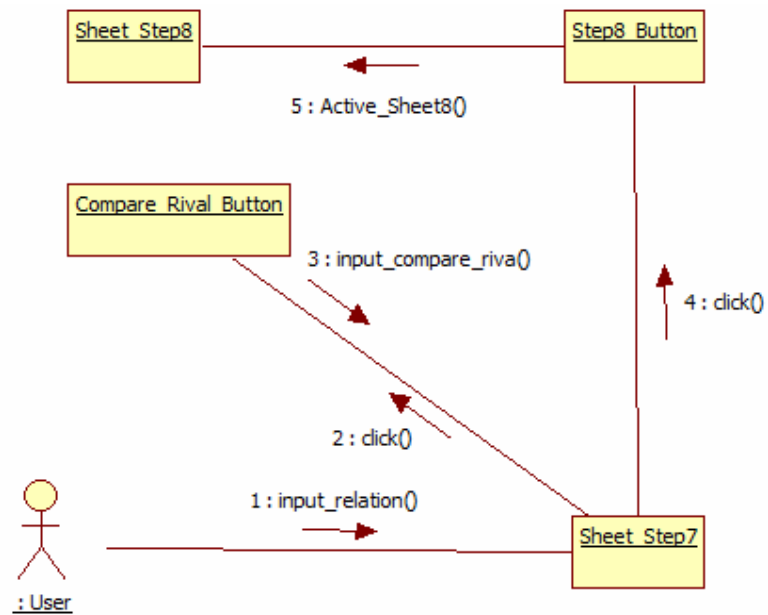 Sheet_Step8
Step8_Button
5 : Active_Sheet8()
Compare_Rival_Button
3 : input_compare_riva()
4 : click()
2 : click()
1 : input_relation()
Sheet_Step7
: User